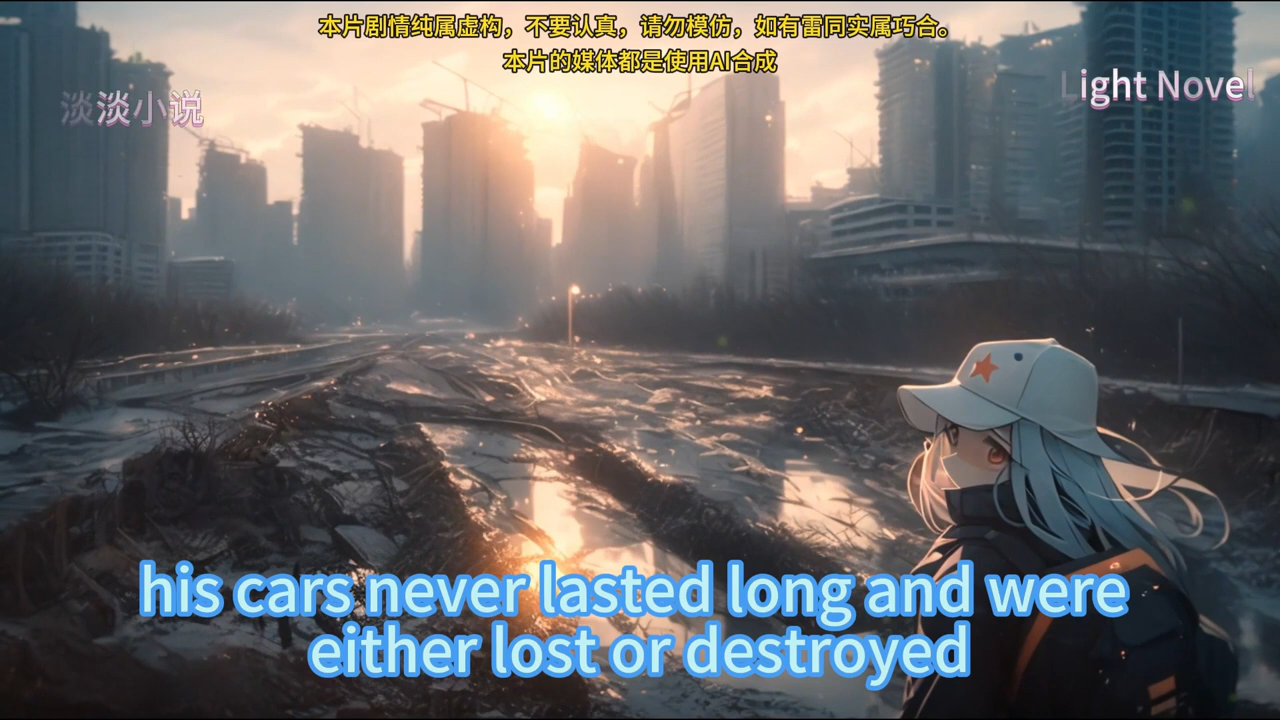 本片剧情纯属虚构，不要认真，请勿模仿，如有雷同实属巧合。
本片的媒体都是使用AI合成
淡淡小说
Light Novel
his cars never lasted long and were
either lost or destroyed